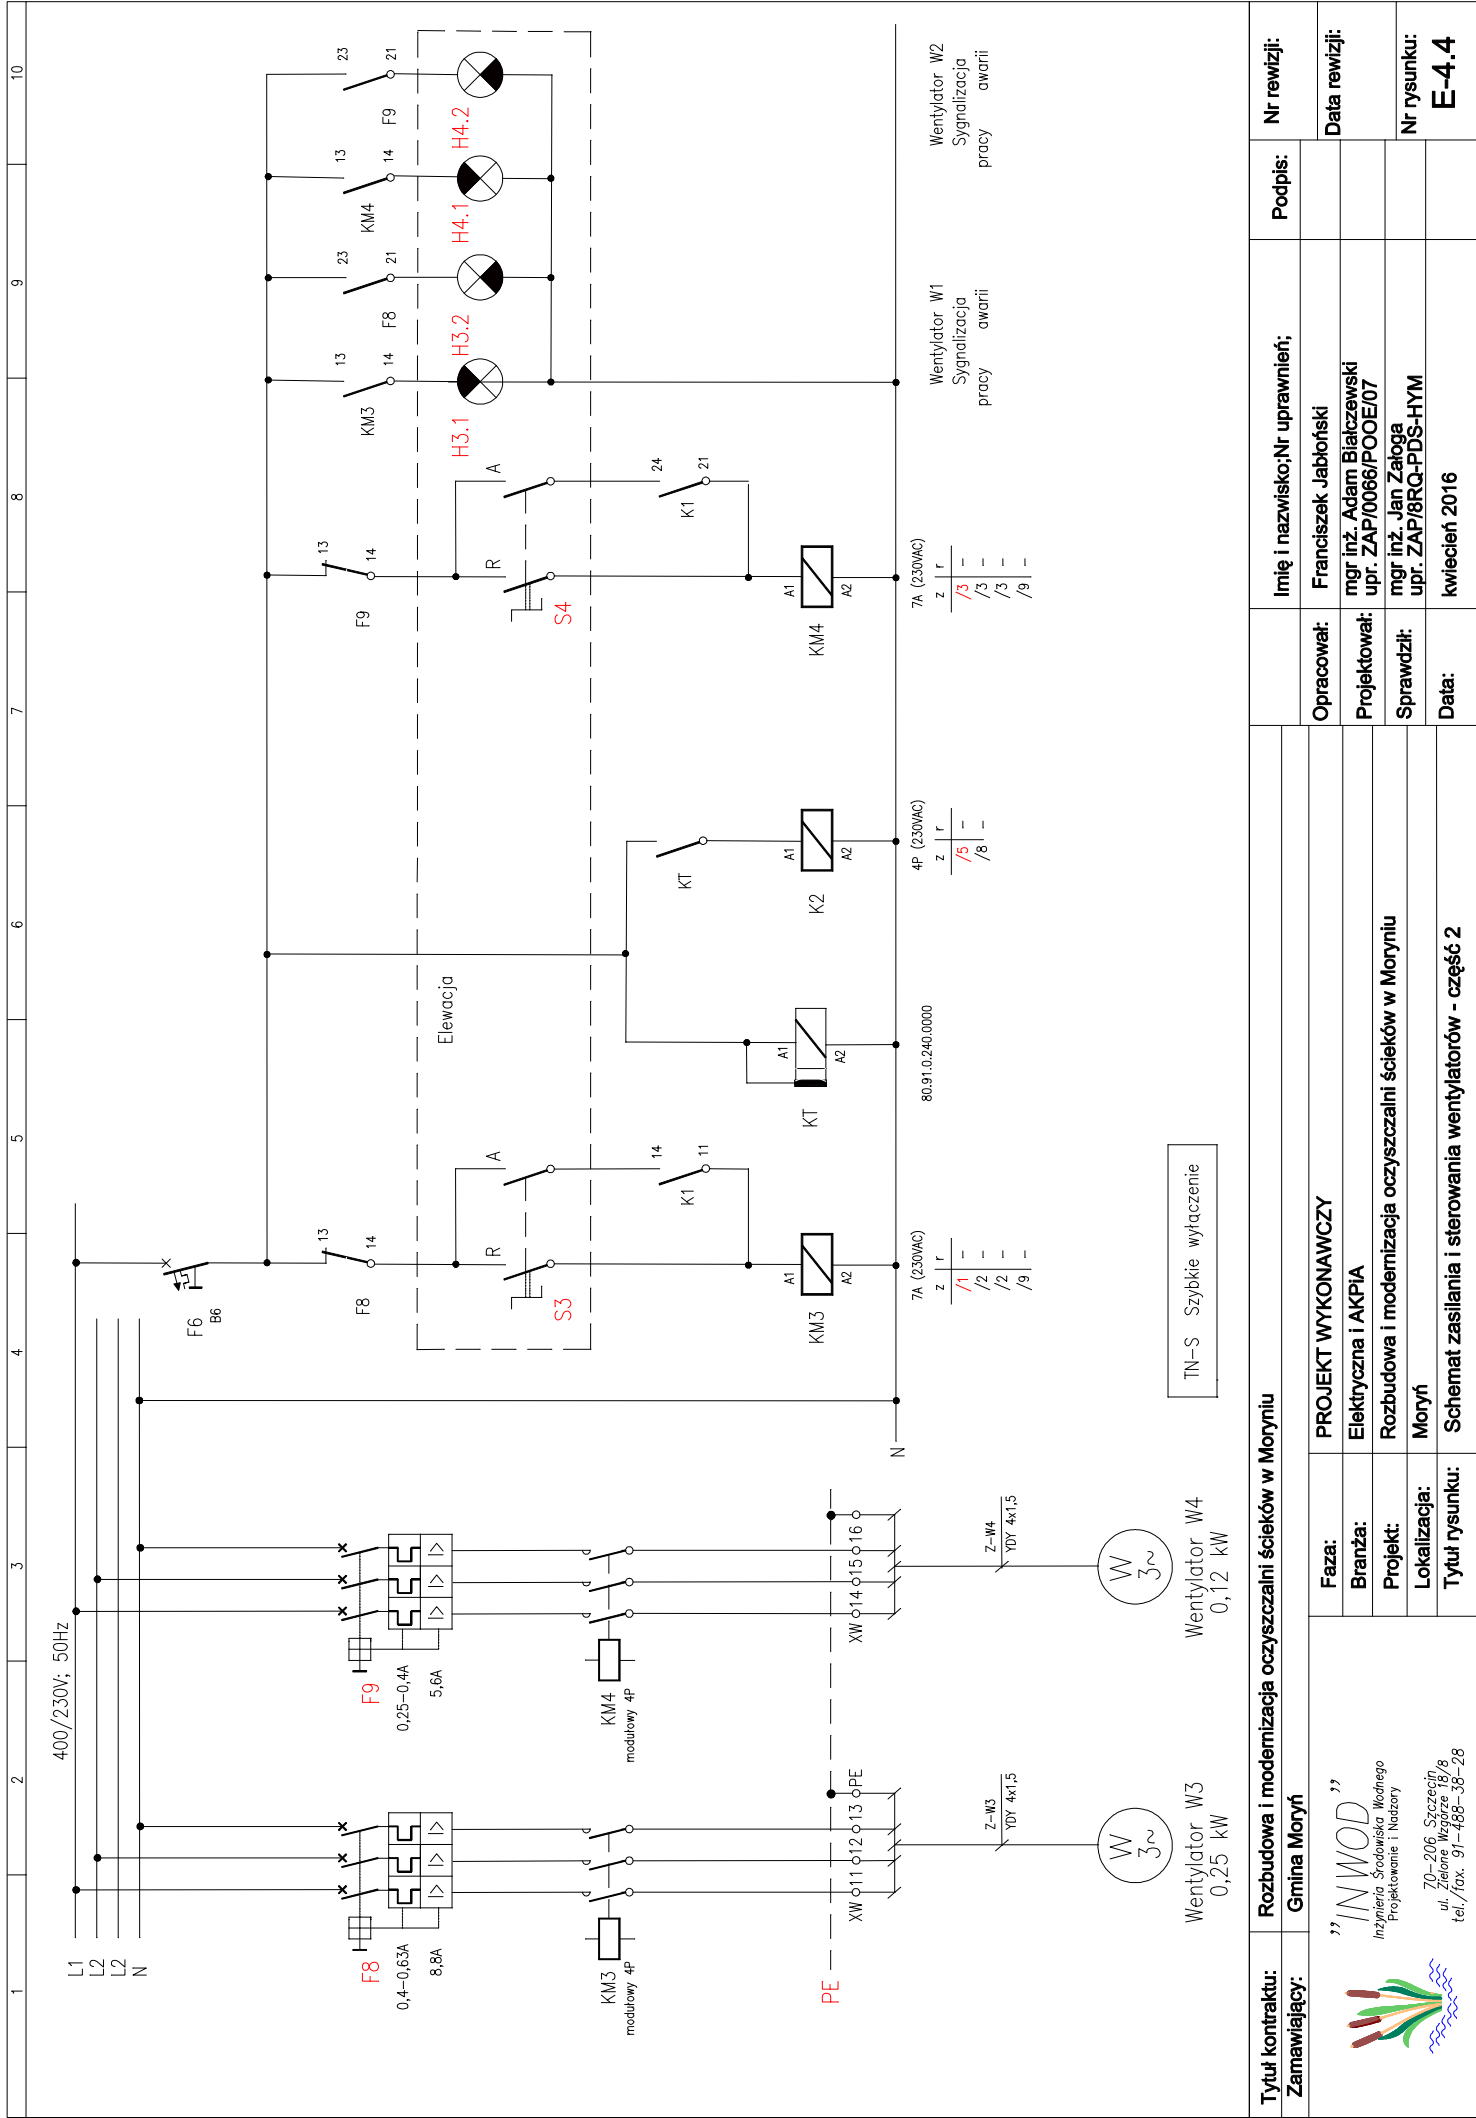 1 2 3 4 5 6 7 8 9 10
400/230V; 50Hz
L1
L2
L2
N
F8
0,4-0,63A
8,8A
KM3
modułowy 4P
PE
XW 11 12 13 PE
Z-W3
YDY 4x1,5
W
3~
Wentylator W3
0,25 kW
F9
0,25-0,4A
5,6A
KM4
modułowy 4P
XW 14 15 16
Z-W4
YDY 4x1,5
W
3~
Wentylator W4
0,12 kW
N
F6
B6
F8
13
14
S3
R
A
K1
14
11
KM3
A1
A2
7A (230VAC)
z r
/1 –
/2 –
/2 –
/9 –
TN-S Szybkie wyłączenie
Elewacja
KT
A1
A2
80.91.0.240.0000
KT
K2
A1
A2
4P (230VAC)
z r
/5 –
/8 –
F9
13
14
S4
R
A
K1
24
21
KM4
A1
A2
7A (230VAC)
z r
/3 –
/3 –
/3 –
/9 –
KM3
13
14
H3.1
F8
23
21
H3.2
KM4
13
14
H4.1
F9
23
21
H4.2
Wentylator W1
Sygnalizacja
pracy awarii
Wentylator W2
Sygnalizacja
pracy awarii
Tytuł kontraktu: Rozbudowa i modernizacja oczyszczalni ścieków w Moryniu
Zamawiający: Gmina Moryń
,,INWOD''
Inżynieria Środowiska Wodnego
Projektowanie i Nadzory
70-206 Szczecin
ul. Zielone Wzgórze 18/8
tel./fax. 91-488-38-28
Faza: PROJEKT WYKONAWCZY
Branża: Elektryczna i AKPiA
Projekt: Rozbudowa i modernizacja oczyszczalni ścieków w Moryniu
Lokalizacja: Moryń
Tytuł rysunku: Schemat zasilania i sterowania wentylatorów - część 2
Imię i nazwisko;Nr uprawnień;
Podpis:
Opracował: Franciszek Jabłoński
Projektował: mgr inż. Adam Białczewski
upr. ZAP/0066/POOE/07
Sprawdził: mgr inż. Jan Załoga
upr. ZAP/8RQ-PDS-HYM
Data: kwiecień 2016
Nr rewizji:
Data rewizji:
Nr rysunku:
E-4.4